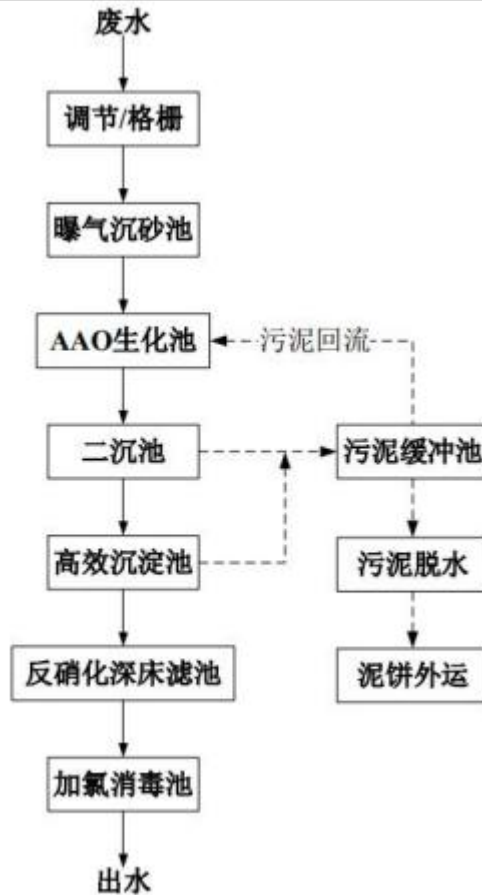 废水
调节/格栅
曝气沉砂池
AAO生化池
污泥回流
二沉池
污泥缓冲池
高效沉淀池
污泥脱水
反硝化深床滤池
泥饼外运
加氯消毒池
出水